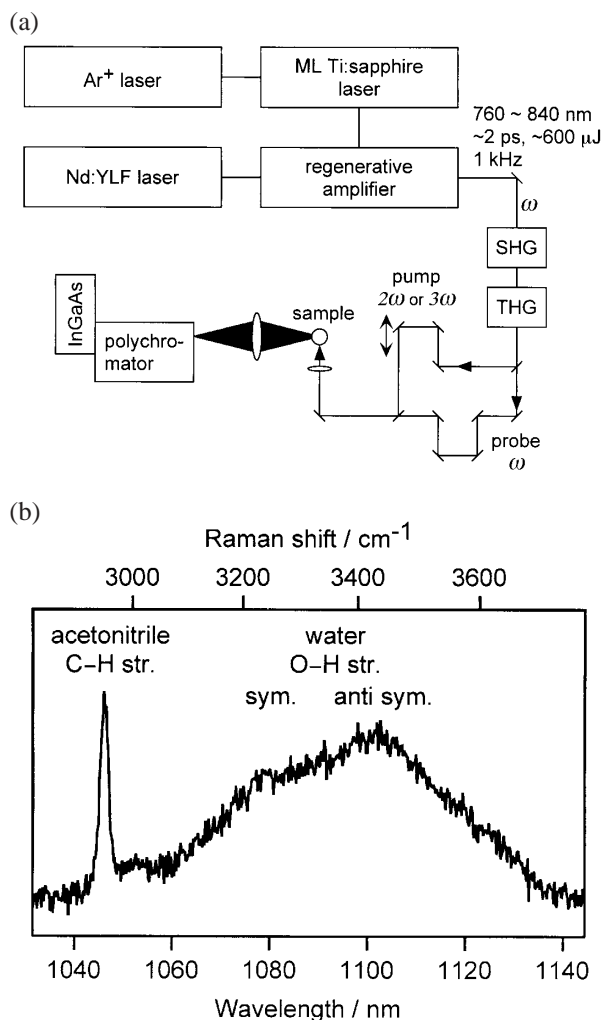 (a)
Ar+ laser
ML Ti:sapphire
laser
760 ~ 840 nm
~2 ps, ~600 μJ
1 kHz
Nd:YLF laser
regenerative
amplifier
ω
SHG
THG
pump
2ω or 3ω
InGaAs
polychro-
mator
sample
probe
ω
(b)
Raman shift / cm-1
3000 3200 3400 3600
acetonitrile
C–H str.
water
O–H str.
sym. anti sym.
1040 1060 1080 1100 1120 1140
Wavelength / nm